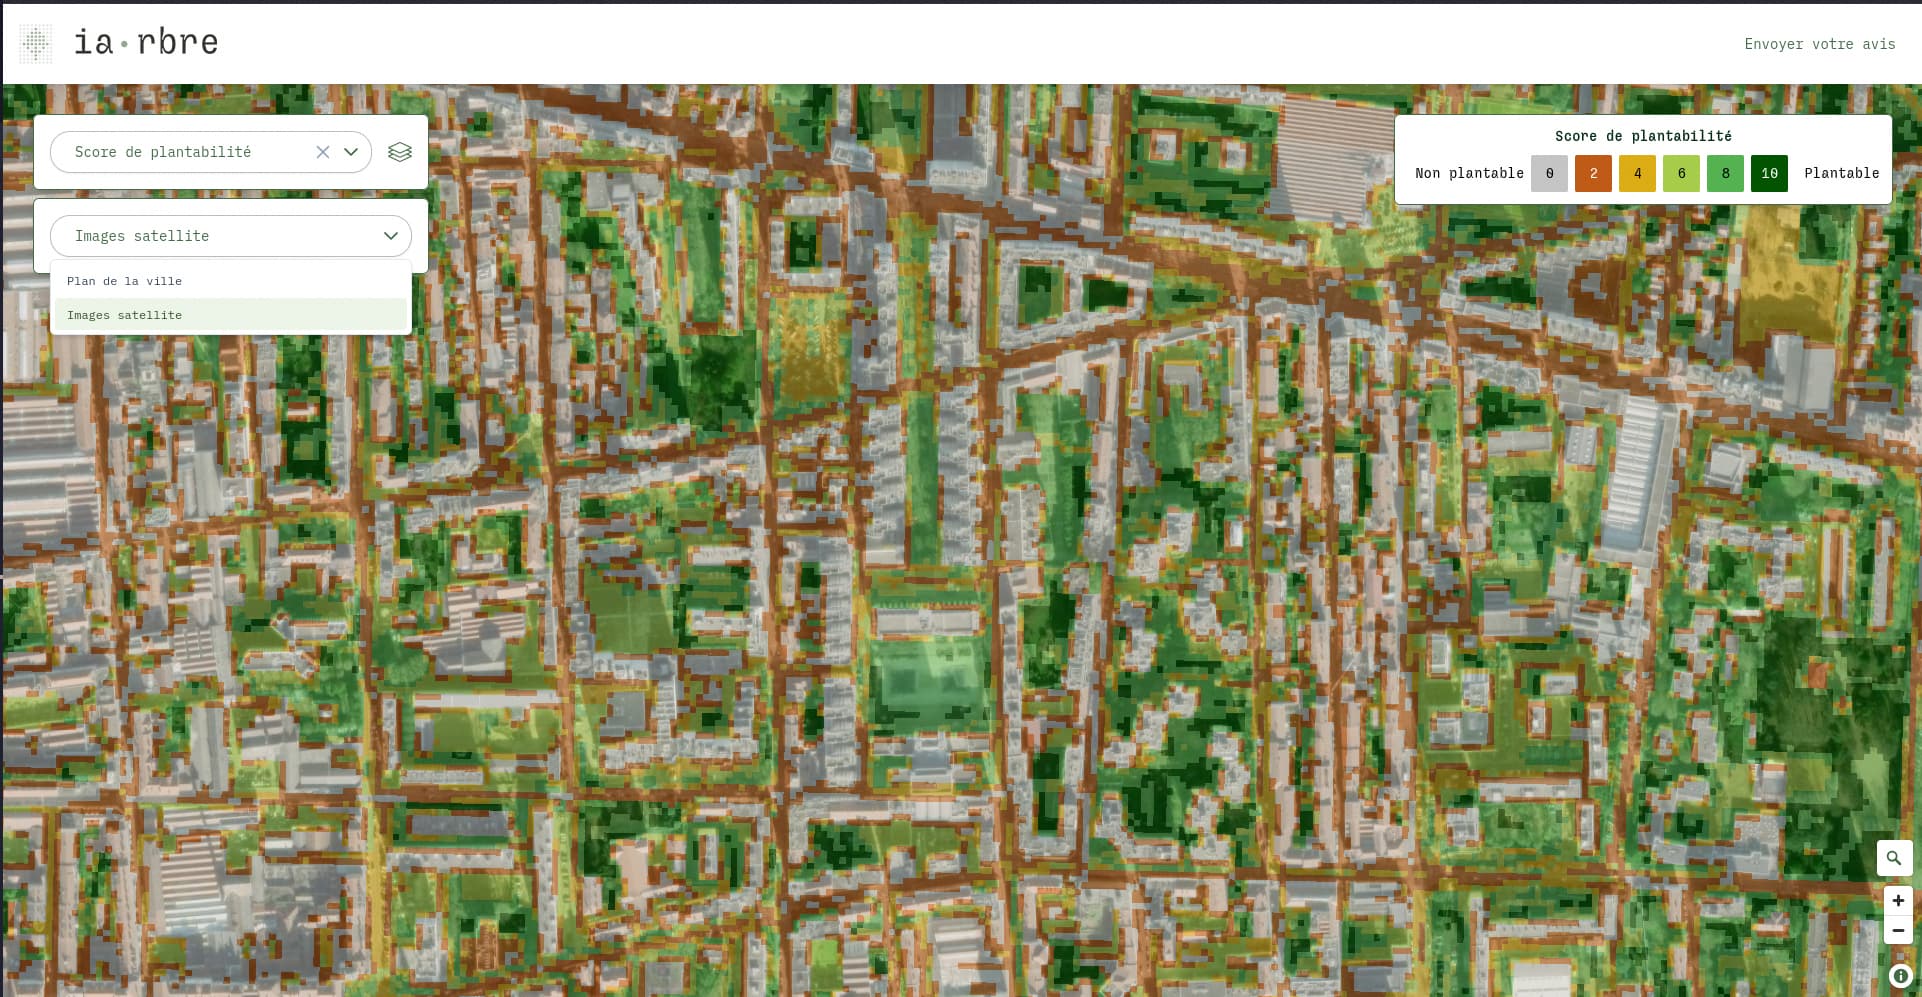 ia·rbre
Envoyer votre avis
Score de plantabilité
Images satellite
Plan de la ville
Images satellite
Score de plantabilité
Non plantable 0 2 4 6 8 10 Plantable